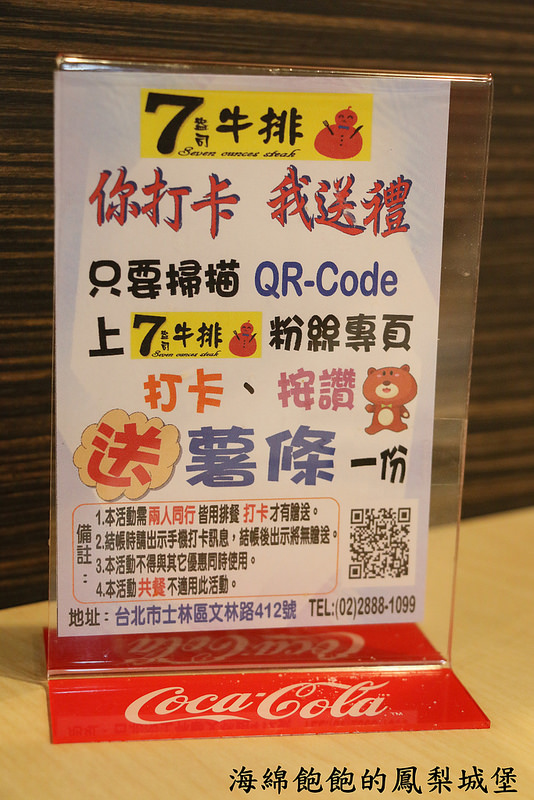 7盎司牛排
Seven ounces steak
你打卡 我送禮
只要掃描 QR-Code
上7盎司牛排粉絲專頁
Seven ounces steak
打卡、按讚
送薯條一份
備註：
1.本活動需兩人同行皆用排餐 打卡才有贈送。
2.結帳時請出示手機打卡訊息，結帳後出示將無贈送。
3.本活動不得與其它優惠同時使用。
4.本活動共餐不適用此活動。
地址：台北市士林區文林路412號 TEL:(02)2888-1099
Coca-Cola
海綿飽飽的鳳梨城堡